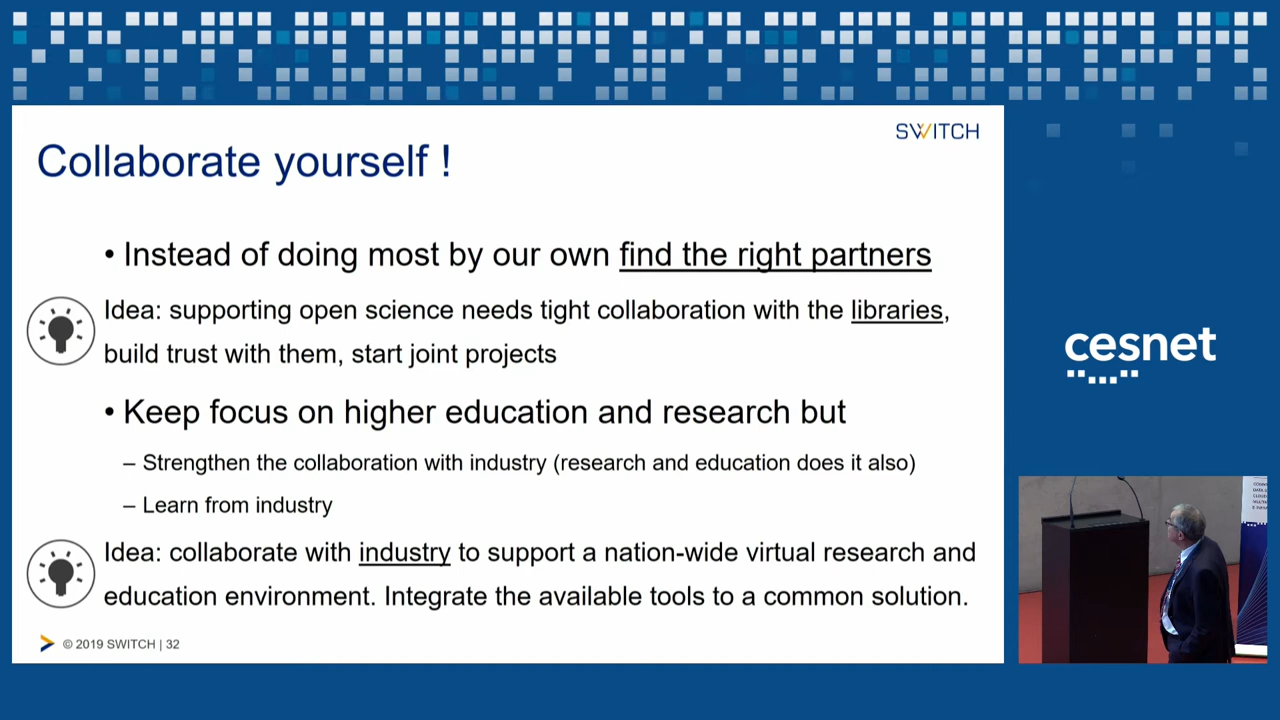 SWITCH
Collaborate yourself !
• Instead of doing most by our own find the right partners
Idea: supporting open science needs tight collaboration with the libraries,
build trust with them, start joint projects
• Keep focus on higher education and research but
– Strengthen the collaboration with industry (research and education does it also)
– Learn from industry
Idea: collaborate with industry to support a nation-wide virtual research and
education environment. Integrate the available tools to a common solution.
© 2019 SWITCH | 32
cesnet